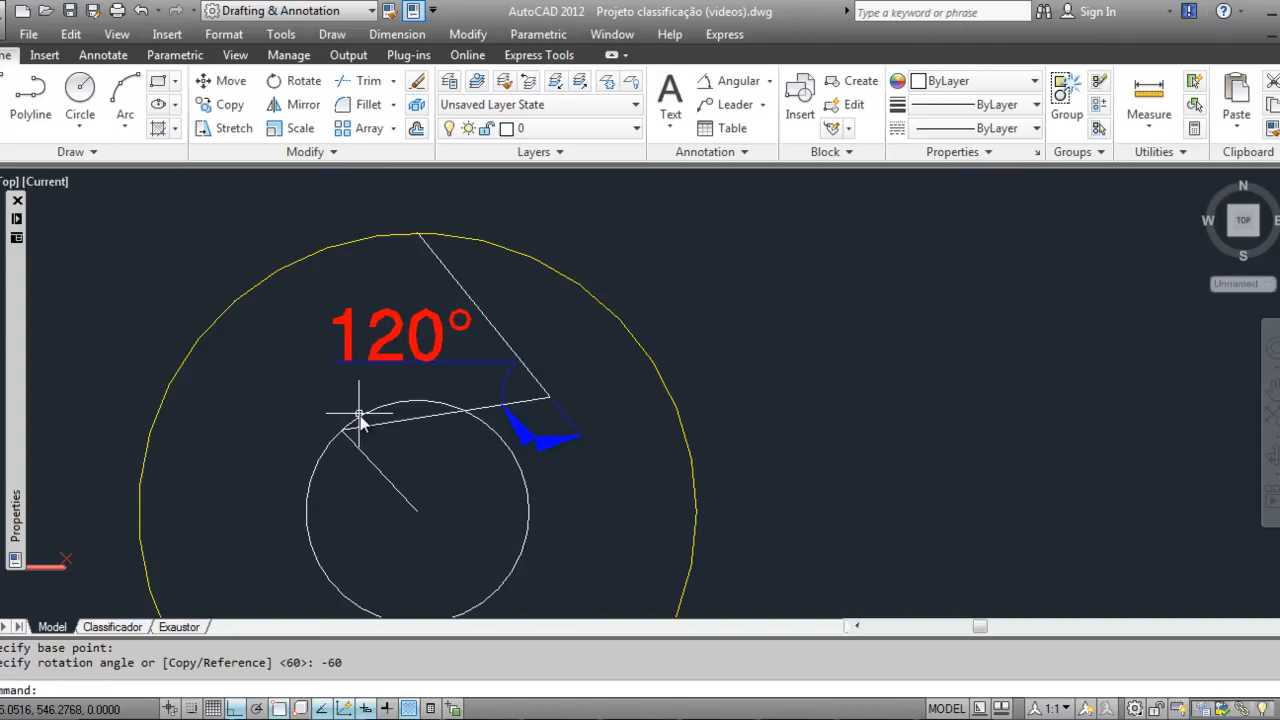 Drafting & Annotation
AutoCAD 2012 Projeto classificação (videos).dwg
Type a keyword or phrase
Sign In
File Edit View Insert Format Tools Draw Dimension Modify Parametric Window Help Express
me Insert Annotate Parametric View Manage Output Plug-ins Online Express Tools
Polyline Circle Arc
Move Rotate Trim
Copy Mirror Fillet
Stretch Scale Array
Unsaved Layer State
0
Text
Angular
Leader
Table
Insert
Create
Edit
ByLayer
ByLayer
ByLayer
Group
Measure
Paste
Draw Modify Layers Annotation Block Properties Groups Utilities Clipboard
Top] [Current]
N
W TOP E
S
Unnamed
120°
Properties
Model Classificador Exaustor
ecify base point:
ecify rotation angle or [Copy/Reference] <60>: -60
mmand:
5.0516, 546.2768, 0.0000
MODEL
1:1